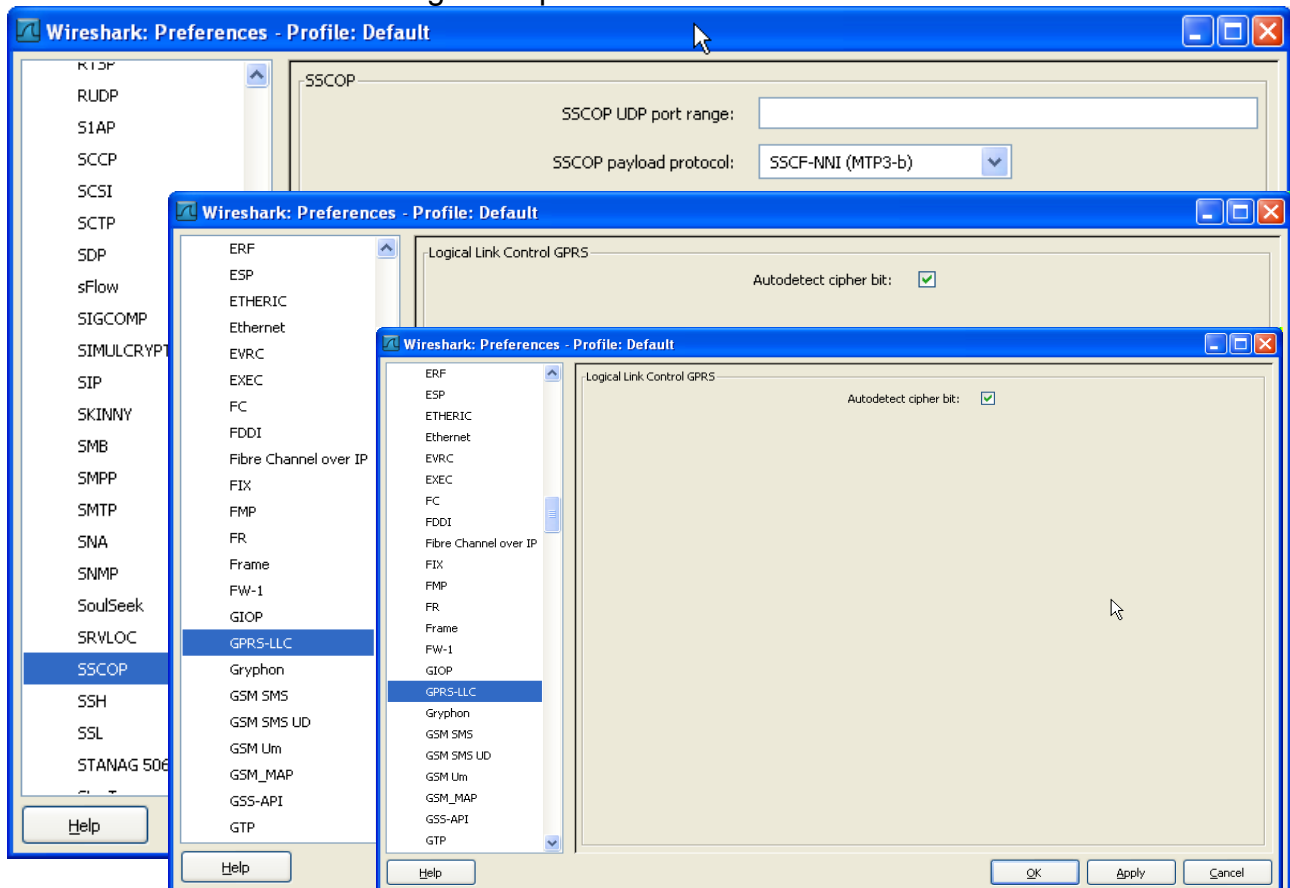 Wireshark: Preferences - Profile: Default
RTSP
RUDP
S1AP
SCCP
SCSI
SCTP
SDP
sFlow
SIGCOMP
SIMULCRYPT
SIP
SKINNY
SMB
SMPP
SMTP
SNA
SNMP
SoulSeek
SRVLOC
SSCOP
SSH
SSL
STANAG 506
Help
SSCOP
SSCOP UDP port range:
SSCOP payload protocol: SSCF-NNI (MTP3-b)
Wireshark: Preferences - Profile: Default
ERF
ESP
ETHERIC
Ethernet
EVRC
EXEC
FC
FDDI
Fibre Channel over IP
FIX
FMP
FR
Frame
FW-1
GIOP
GPRS-LLC
Gryphon
GSM SMS
GSM SMS UD
GSM Um
GSM_MAP
GSS-API
GTP
Help
Logical Link Control GPRS
Autodetect cipher bit:
Wireshark: Preferences - Profile: Default
ERF
ESP
ETHERIC
Ethernet
EVRC
EXEC
FC
FDDI
Fibre Channel over IP
FIX
FMP
FR
Frame
FW-1
GIOP
GPRS-LLC
Gryphon
GSM SMS
GSM SMS UD
GSM Um
GSM_MAP
GSS-API
GTP
Logical Link Control GPRS
Autodetect cipher bit:
Help
OK
Apply
Cancel